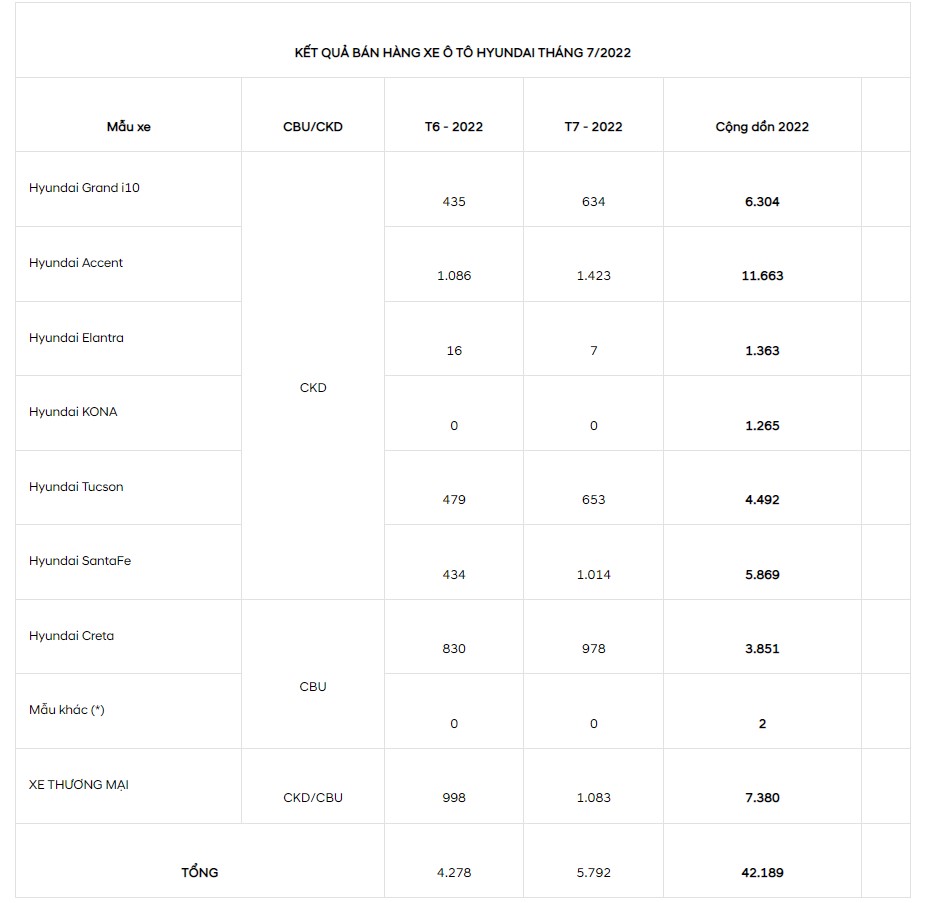 KẾT QUẢ BÁN HÀNG XE Ô TÔ HYUNDAI THÁNG 7/2022
Mẫu xe CBU/CKD T6 - 2022 T7 - 2022 Cộng dồn 2022
Hyundai Grand i10 435 634 6.304
Hyundai Accent 1.086 1.423 11.663
Hyundai Elantra 16 7 1.363
CKD
Hyundai KONA 0 0 1.265
Hyundai Tucson 479 653 4.492
Hyundai SantaFe 434 1.014 5.869
Hyundai Creta 830 978 3.851
CBU
Mẫu khác (*) 0 0 2
XE THƯƠNG MẠI CKD/CBU 998 1.083 7.380
TỔNG 4.278 5.792 42.189